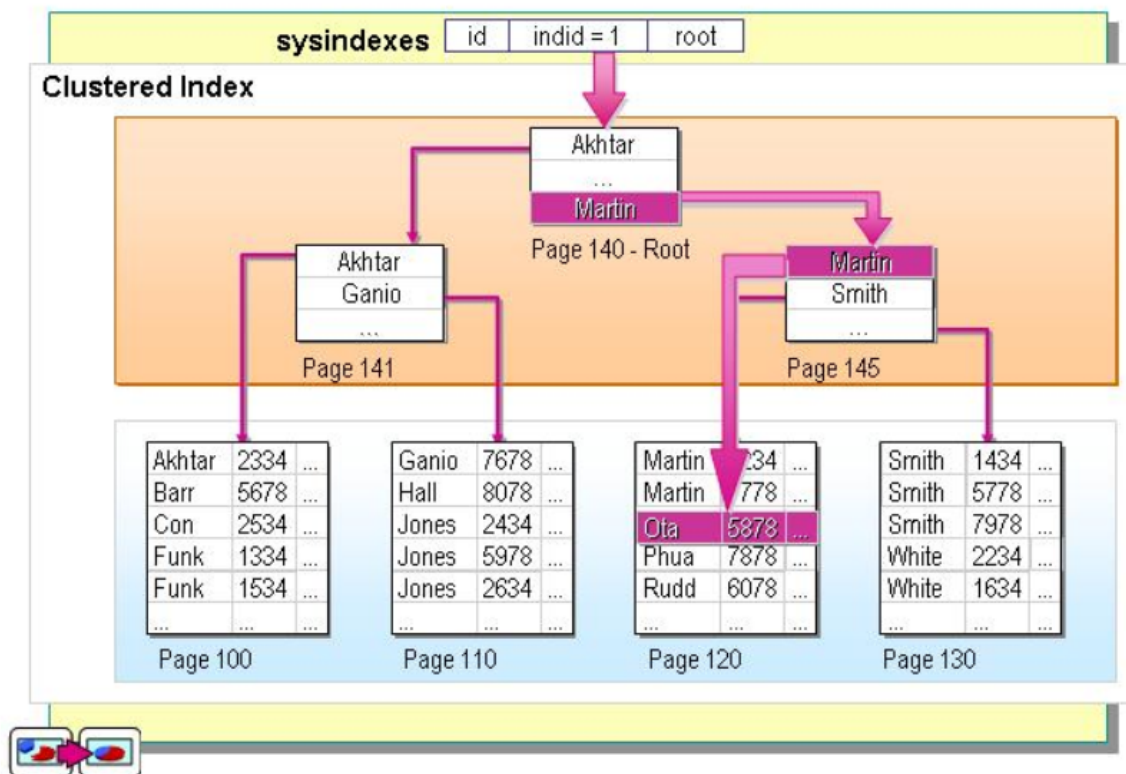 sysindexes id indid = 1 root
Clustered Index
Akhtar
...
Martin
Page 140 - Root
Akhtar
Ganio
...
Page 141
Martin
Smith
...
Page 145
Akhtar 2334 ...
Barr 5678 ...
Con 2534 ...
Funk 1334 ...
Funk 1534 ...
... ... ...
Page 100
Ganio 7678 ...
Hall 8078 ...
Jones 2434 ...
Jones 5978 ...
Jones 2634 ...
... ... ...
Page 110
Martin 234 ...
Martin 778 ...
Ota 5878 ...
Phua 7878 ...
Rudd 6078 ...
... ... ...
Page 120
Smith 1434 ...
Smith 5778 ...
Smith 7978 ...
White 2234 ...
White 1634 ...
... ... ...
Page 130